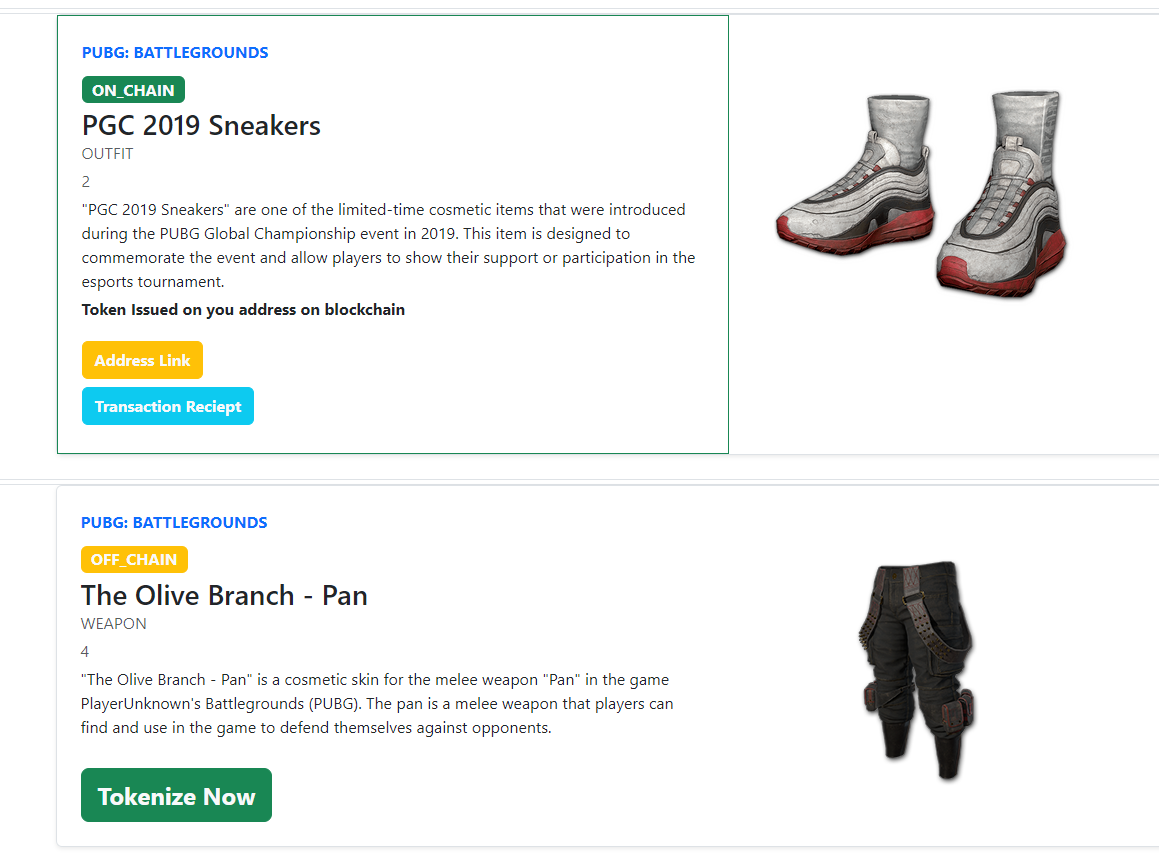 PUBG: BATTLEGROUNDS
ON_CHAIN
PGC 2019 Sneakers
OUTFIT
2
"PGC 2019 Sneakers" are one of the limited-time cosmetic items that were introduced
during the PUBG Global Championship event in 2019. This item is designed to
commemorate the event and allow players to show their support or participation in the
esports tournament.
Token Issued on you address on blockchain
Address Link
Transaction Reciept
PUBG: BATTLEGROUNDS
OFF_CHAIN
The Olive Branch - Pan
WEAPON
4
"The Olive Branch - Pan" is a cosmetic skin for the melee weapon "Pan" in the game
PlayerUnknown's Battlegrounds (PUBG). The pan is a melee weapon that players can
find and use in the game to defend themselves against opponents.
Tokenize Now